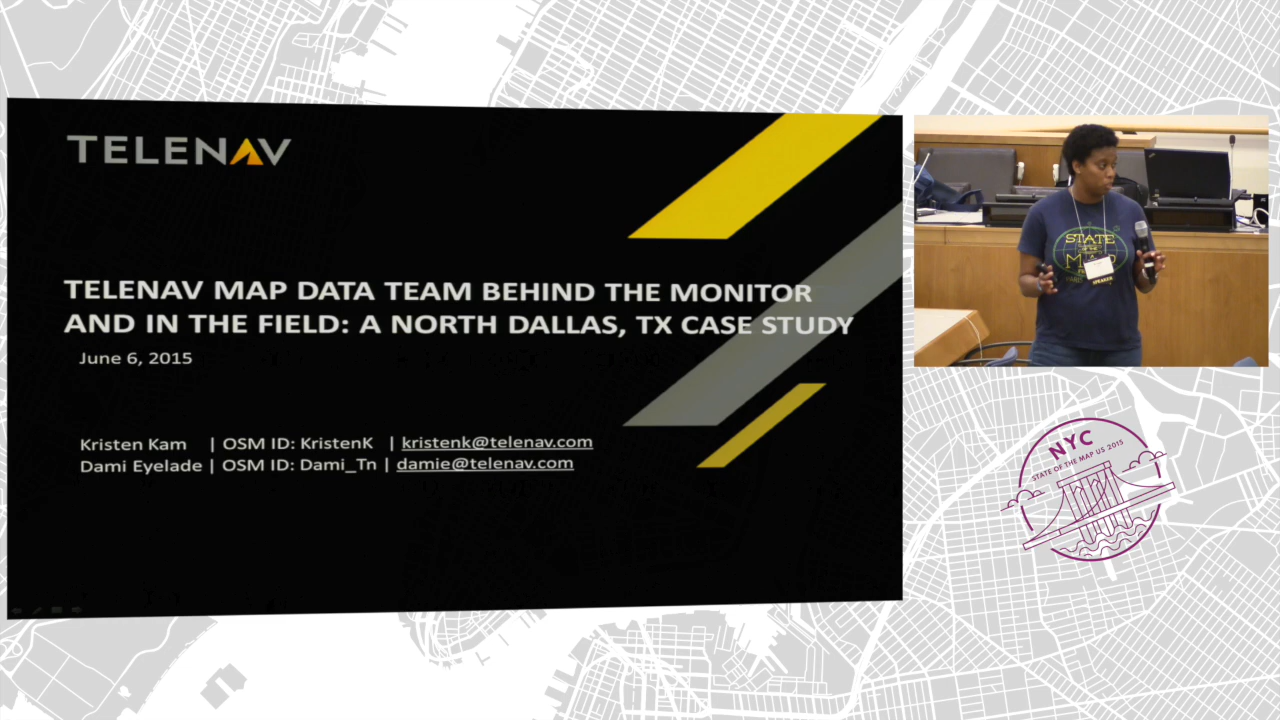 TELENAV
TELENAV MAP DATA TEAM BEHIND THE MONITOR
AND IN THE FIELD: A NORTH DALLAS, TX CASE STUDY
June 6, 2015
Kristen Kam | OSM ID: KristenK | kristenk@telenav.com
Dami Eyelade | OSM ID: Dami_Tn | damie@telenav.com
STATE
OF THE
MAP
SPEAKER
NYC
STATE OF THE MAP US 2015